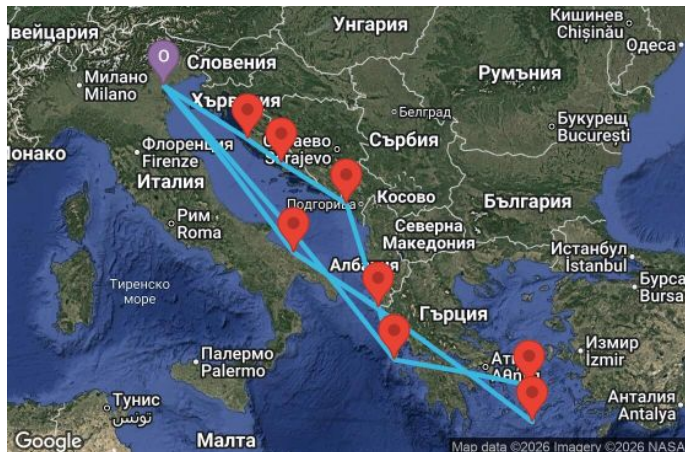 Унгария
Кишинев
Chișinău
Одеса
вейцария
Словения
O
Милано
Milano
Румъния
Хърватия
Белград
Букурещ
București
Флоренция
Firenze
Сараево
Sarajevo
Сърбия
Монако
Италия
Подгорица
Косово
България
Рим
Roma
Северна
Македония
Истанбул
İstanbul
Албания
Бурса
Bursa
Тиренско
море
Гърция
Палермо
Palermo
Измир
İzmir
Атина
Αθήνα
Тунис
تونس
Анталия
Antalya
Малта
Google
Map data ©2026 Imagery ©2026 NASA